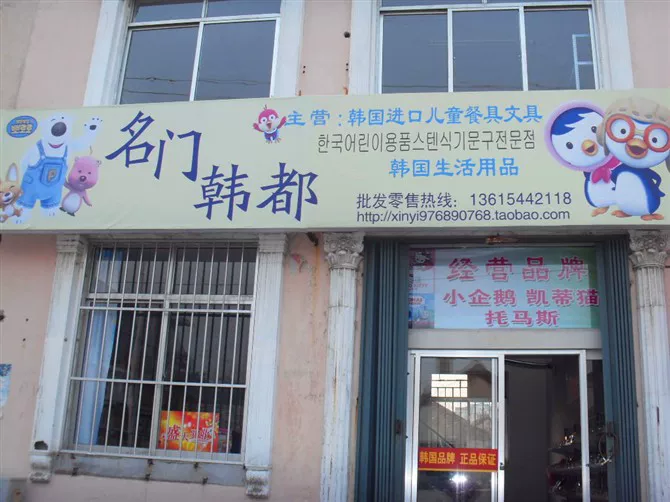 名门
韩都
主营：韩国进口儿童餐具文具
한국어린이용품스텐식기문구전문점
韩国生活用品
批发零售热线：13615442118
http://xinyi976890768.taobao.com
经营品牌
小企鹅 凯蒂猫
托马斯
韩国品牌 正品保证